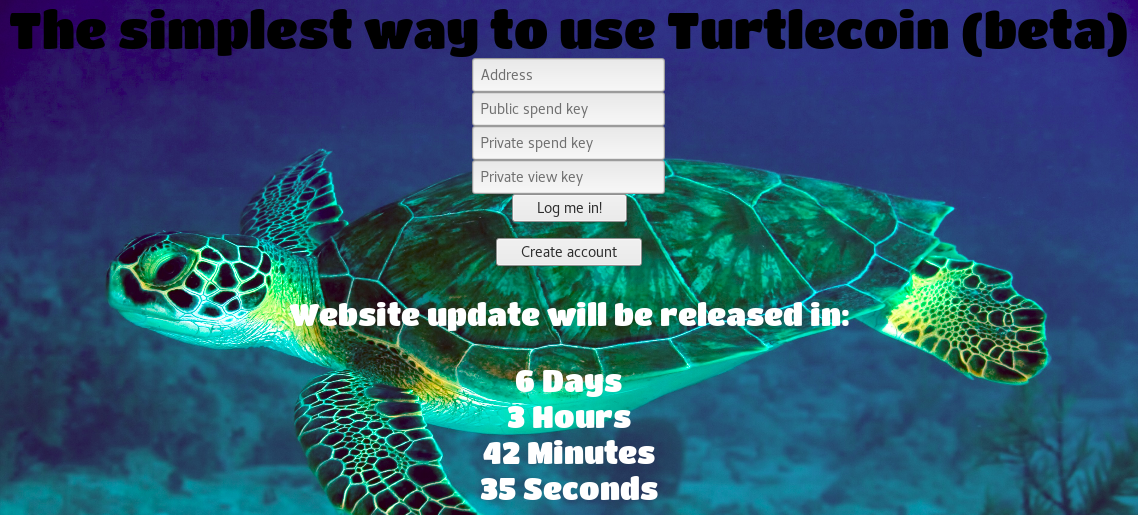 The simplest way to use Turtlecoin (beta)
Address
Public spend key
Private spend key
Private view key
Log me in!
Create account
Website update will be released in:
6 Days
3 Hours
42 Minutes
35 Seconds